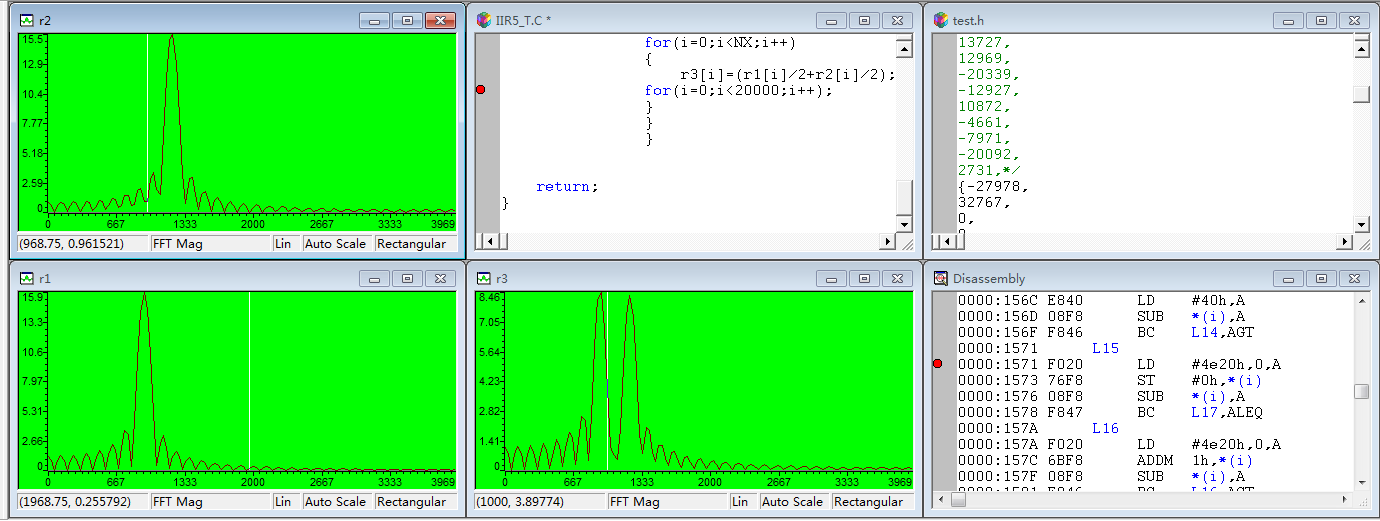 r2
15.5
12.9
10.4
7.77
5.18
2.59
0
0 667 1333 2000 2667 3333 3969
(968.75, 0.961521) FFT Mag Lin Auto Scale Rectangular
IIR5_T.C *
for(i=0;i<NX;i++)
{
r3[i]=(r1[i]/2+r2[i]/2);
for(i=0;i<20000;i++);
}
}
}
return;
}
test.h
13727,
12969,
-20339,
-12927,
10872,
-4661,
-7971,
-20092,
2731,*/
{-27978,
32767,
0,
r1
15.9
13.3
10.6
7.97
5.31
2.66
0
0 667 1333 2000 2667 3333 3969
(1968.75, 0.255792) FFT Mag Lin Auto Scale Rectangular
r3
8.46
7.05
5.64
4.23
2.82
1.41
0
0 667 1333 2000 2667 3333 3969
(1000, 3.89774) FFT Mag Lin Auto Scale Rectangular
Disassembly
0000:156C E840 LD #40h,A
0000:156D 08F8 SUB *(i),A
0000:156F F846 BC L14,AGT
0000:1571 L15
0000:1571 F020 LD #4e20h,0,A
0000:1573 76F8 ST #0h,*(i)
0000:1576 08F8 SUB *(i),A
0000:1578 F847 BC L17,ALEQ
0000:157A L16
0000:157A F020 LD #4e20h,0,A
0000:157C 6BF8 ADDM 1h,*(i)
0000:157F 08F8 SUB *(i),A